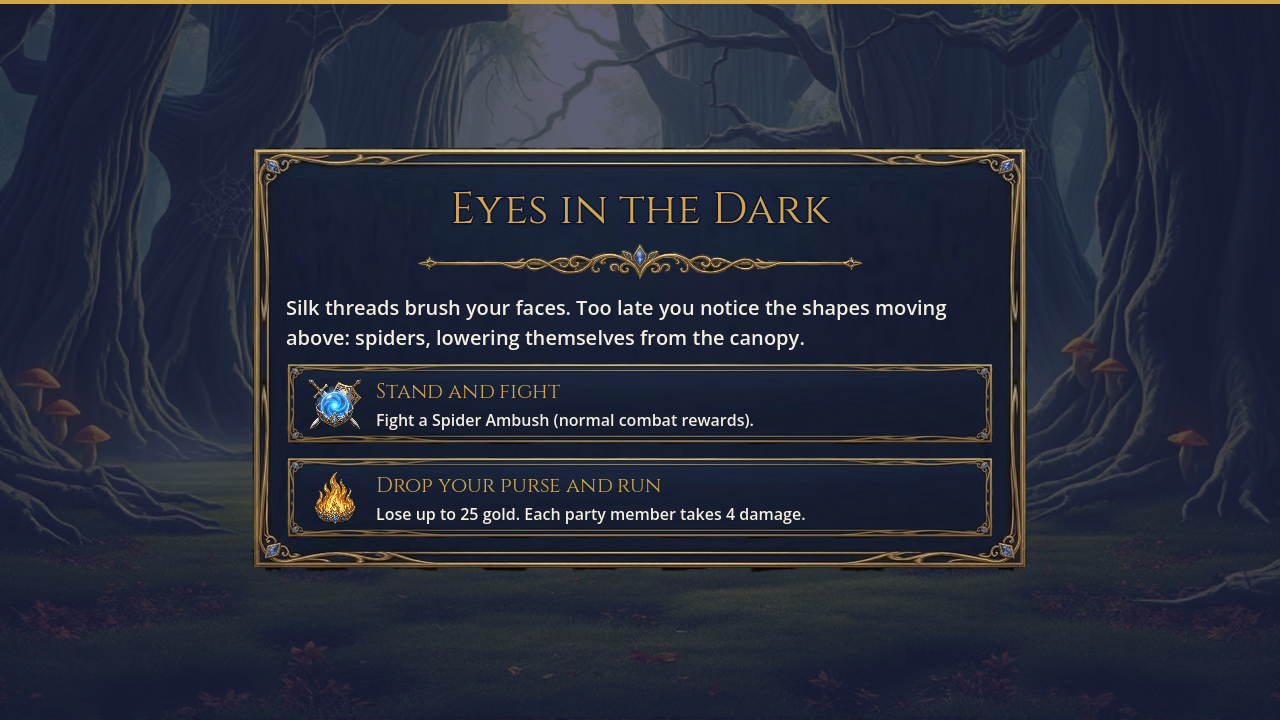 Eyes in the Dark
Silk threads brush your faces. Too late you notice the shapes moving
above: spiders, lowering themselves from the canopy.
Stand and fight
Fight a Spider Ambush (normal combat rewards).
Drop your purse and run
Lose up to 25 gold. Each party member takes 4 damage.